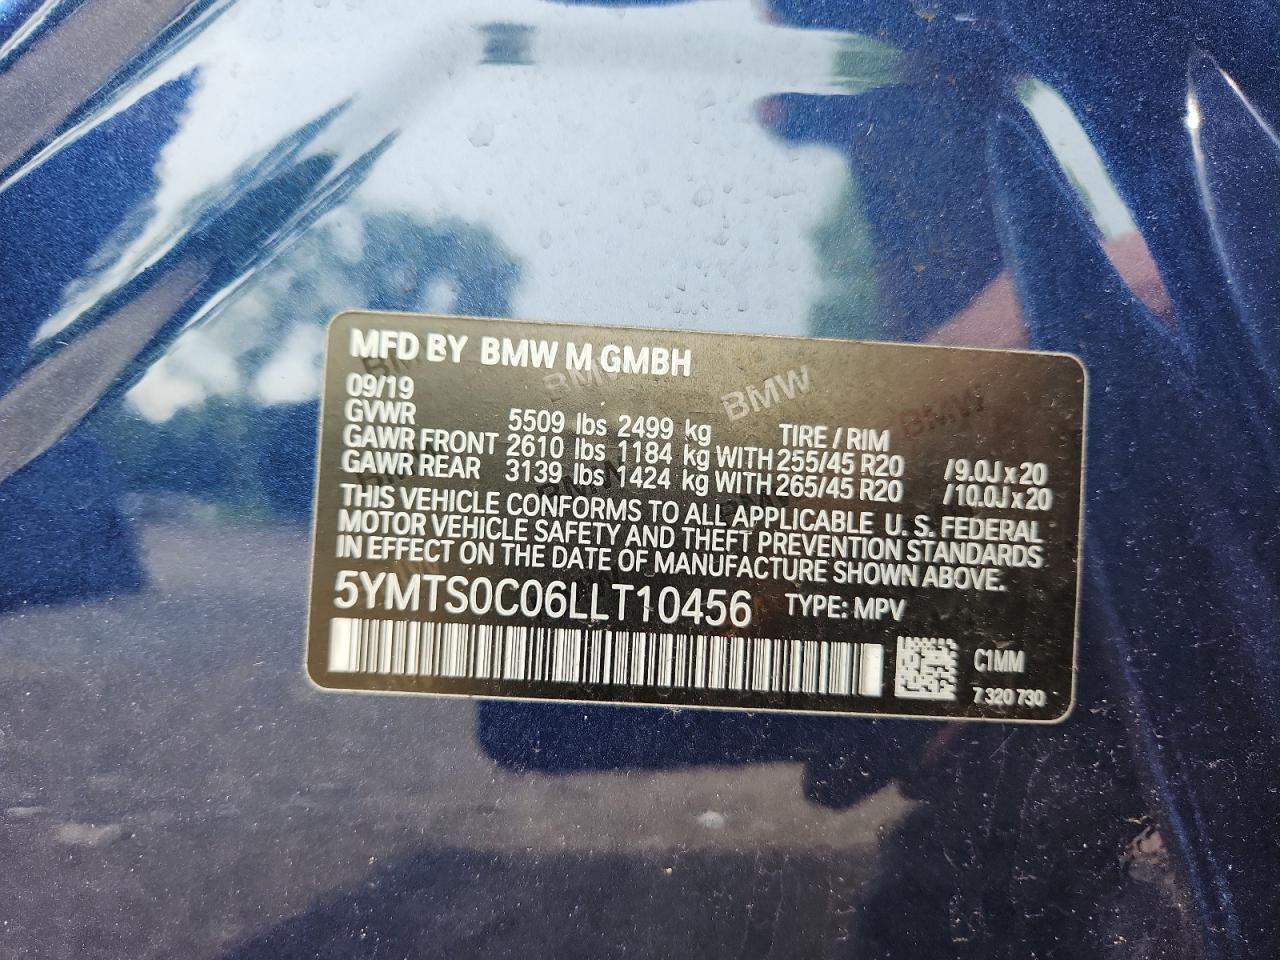 MFD BY BMW M GMBH
09/19
GVWR 5509 lbs 2499 kg TIRE / RIM
GAWR FRONT 2610 lbs 1184 kg WITH 255/45 R20 /9.0J x 20
GAWR REAR 3139 lbs 1424 kg WITH 265/45 R20 /10.0J x 20
THIS VEHICLE CONFORMS TO ALL APPLICABLE U. S. FEDERAL
MOTOR VEHICLE SAFETY AND THEFT PREVENTION STANDARDS
IN EFFECT ON THE DATE OF MANUFACTURE SHOWN ABOVE.
5YMTS0C06LLT10456 TYPE: MPV
C1MM
7 320 730
BMW
BMW
BMW